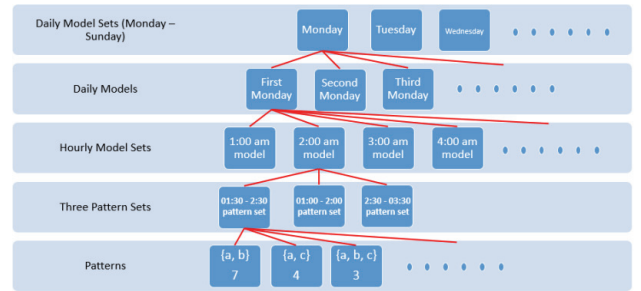 Daily Model Sets (Monday –
Sunday)
Monday
Tuesday
Wednesday
Daily Models
First
Monday
Second
Monday
Third
Monday
Hourly Model Sets
1:00 am
model
2:00 am
model
3:00 am
model
4:00 am
model
Three Pattern Sets
01:30 - 2:30
pattern set
01:00 - 2:00
pattern set
2:30 - 03:30
pattern set
Patterns
{a, b}
7
{a, c}
4
{a, b, c}
3